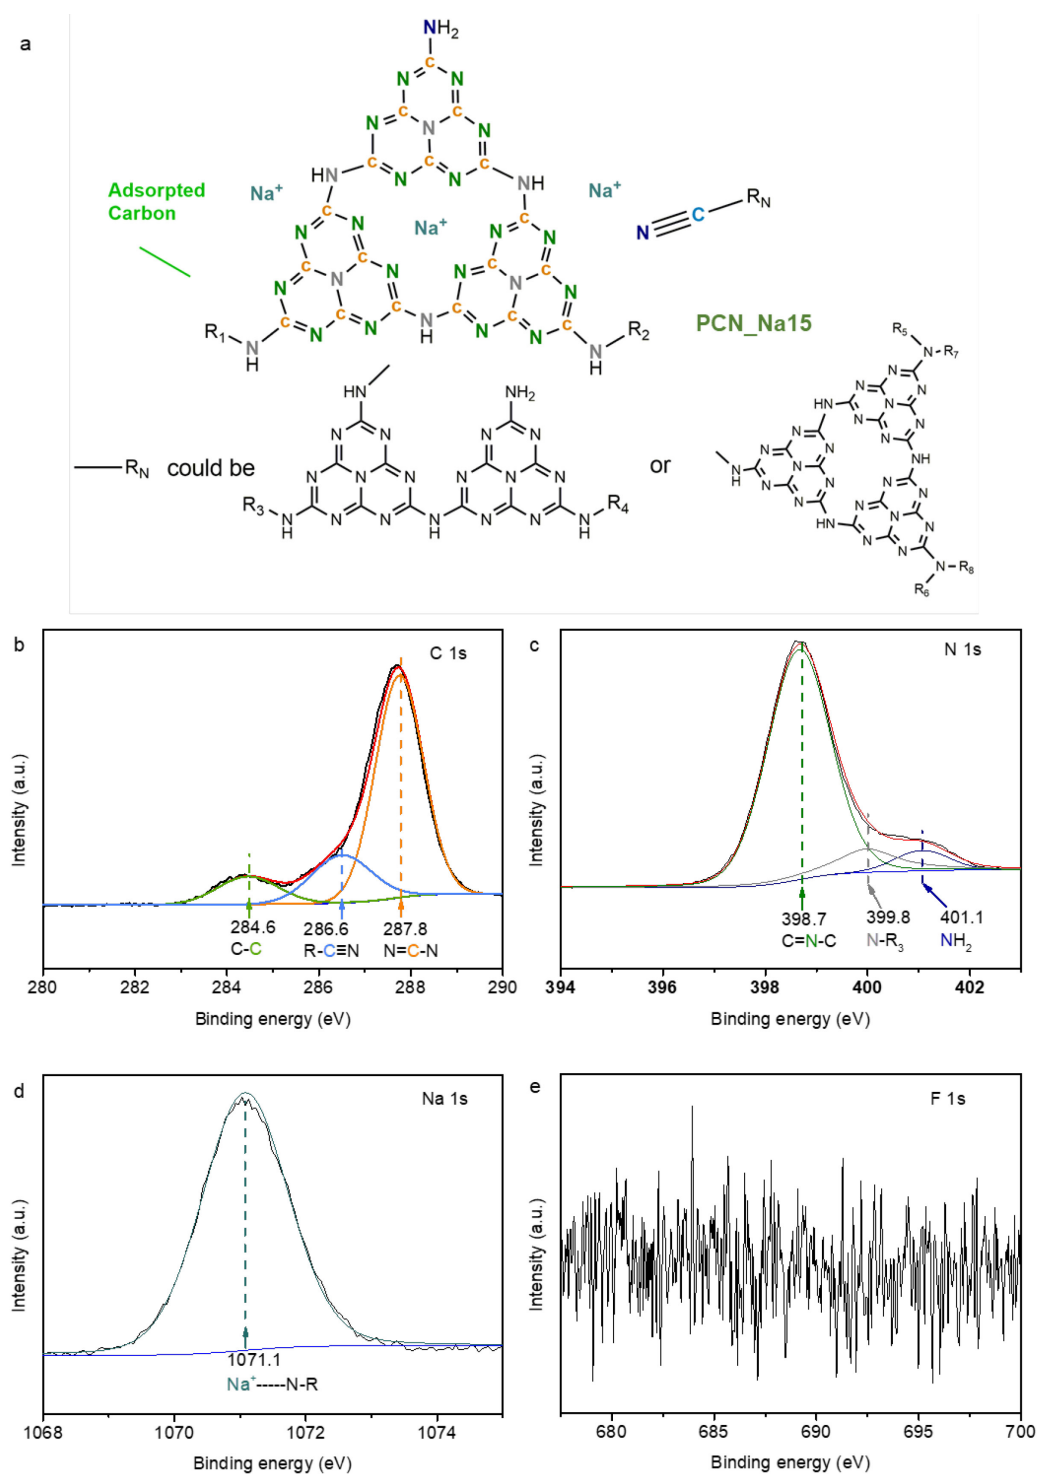 a
NH₂
C
N C N
N C N C N
HN C N C N C NH
N N
Adsorpted
Carbon
Na⁺
Na⁺
Na⁺
N≡C-R_N
C
N N
C N C
N C N
C N C
N N
R₁
N
H
C
N N
C N C
N C N
C N C
N N
N
H
R₂
N
H
PCN_Na15
—R_N could be
HN
N N
N N N
N N N
R₃
N
H
NH₂
N N
N N N
N N N
N
H
R₄
N
H
or
R₅
N-R₇
N N
N N N
HN
N N N
NH
N N
N
H
HN
N N N
N N N
N-R₈
R₆
b
C 1s
Intensity (a.u.)
284.6
C-C
286.6
R-C≡N
287.8
N=C-N
280 282 284 286 288 290
Binding energy (eV)
c
N 1s
Intensity (a.u.)
398.7
C=N-C
399.8
N-R₃
401.1
NH₂
394 396 398 400 402
Binding energy (eV)
d
Na 1s
Intensity (a.u.)
1071.1
Na⁺-----N-R
1068 1070 1072 1074
Binding energy (eV)
e
F 1s
Intensity (a.u.)
680 685 690 695 700
Binding energy (eV)